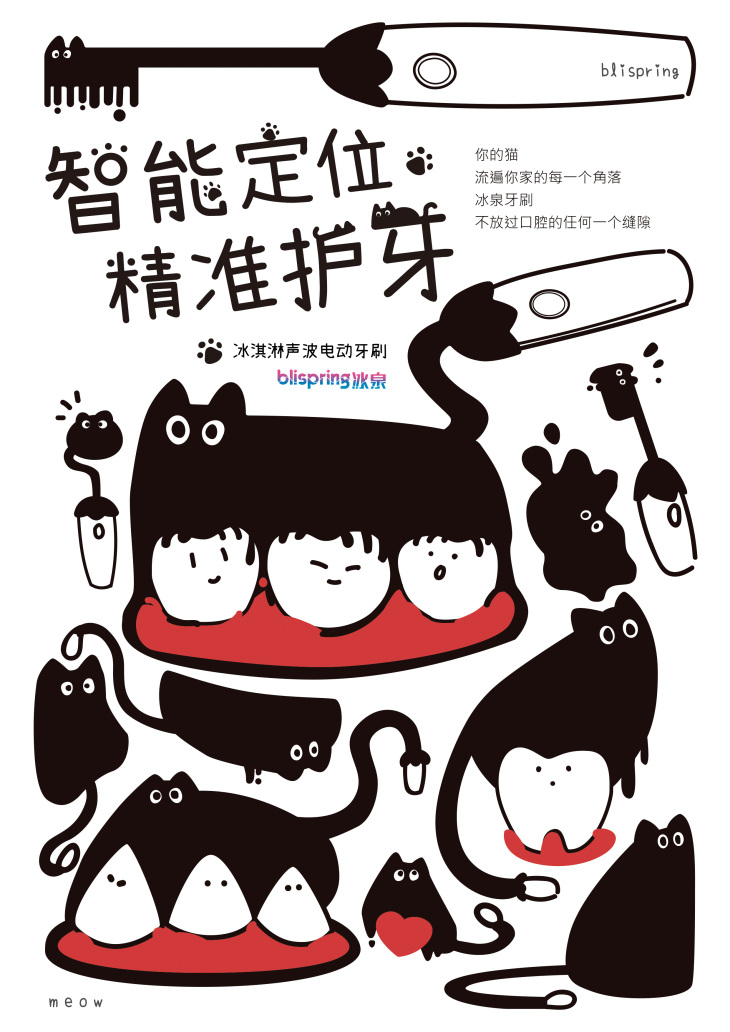 blispring
智能定位
精准护牙
你的猫
流遍你家的每一个角落
冰泉牙刷
不放过口腔的任何一个缝隙
冰淇淋声波电动牙刷
blispring冰泉
meow